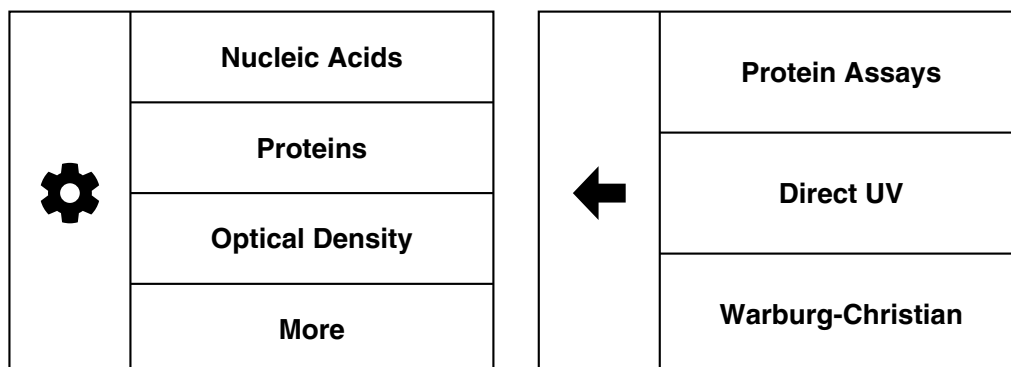 Nucleic Acids
Proteins
Optical Density
More
Protein Assays
Direct UV
Warburg-Christian